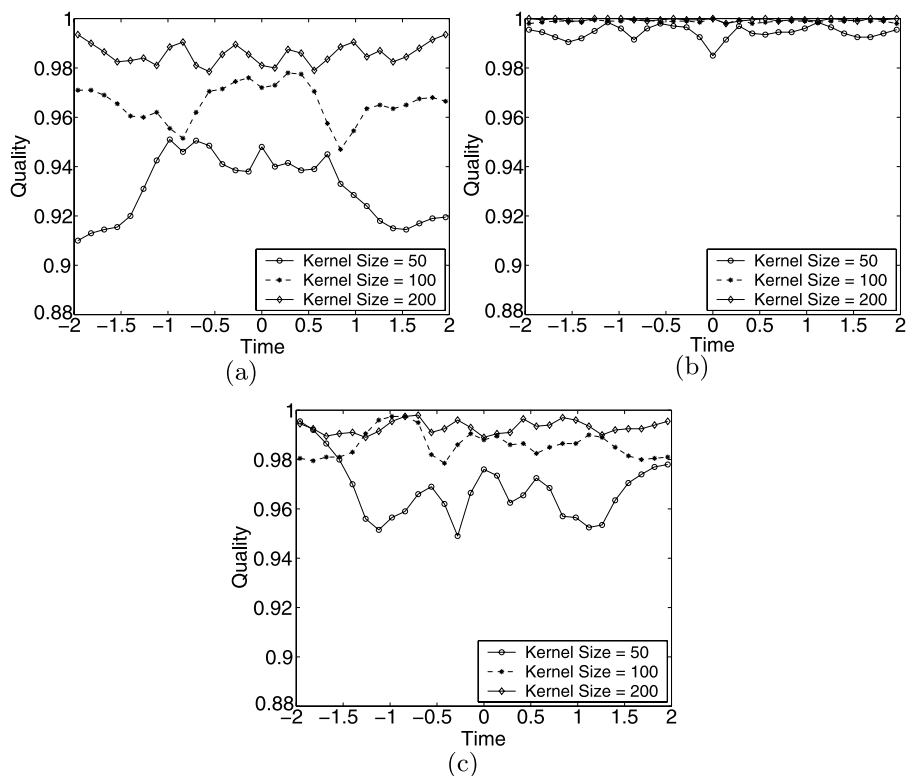 1
0.98
0.96
0.94
0.92
0.9
0.88
Quality
−2 −1.5 −1 −0.5 0 0.5 1 1.5 2
Time
Kernel Size = 50
Kernel Size = 100
Kernel Size = 200
(a)
1
0.98
0.96
0.94
0.92
0.9
0.88
Quality
−2 −1.5 −1 −0.5 0 0.5 1 1.5 2
Time
Kernel Size = 50
Kernel Size = 100
Kernel Size = 200
(b)
1
0.98
0.96
0.94
0.92
0.9
0.88
Quality
−2 −1.5 −1 −0.5 0 0.5 1 1.5 2
Time
Kernel Size = 50
Kernel Size = 100
Kernel Size = 200
(c)